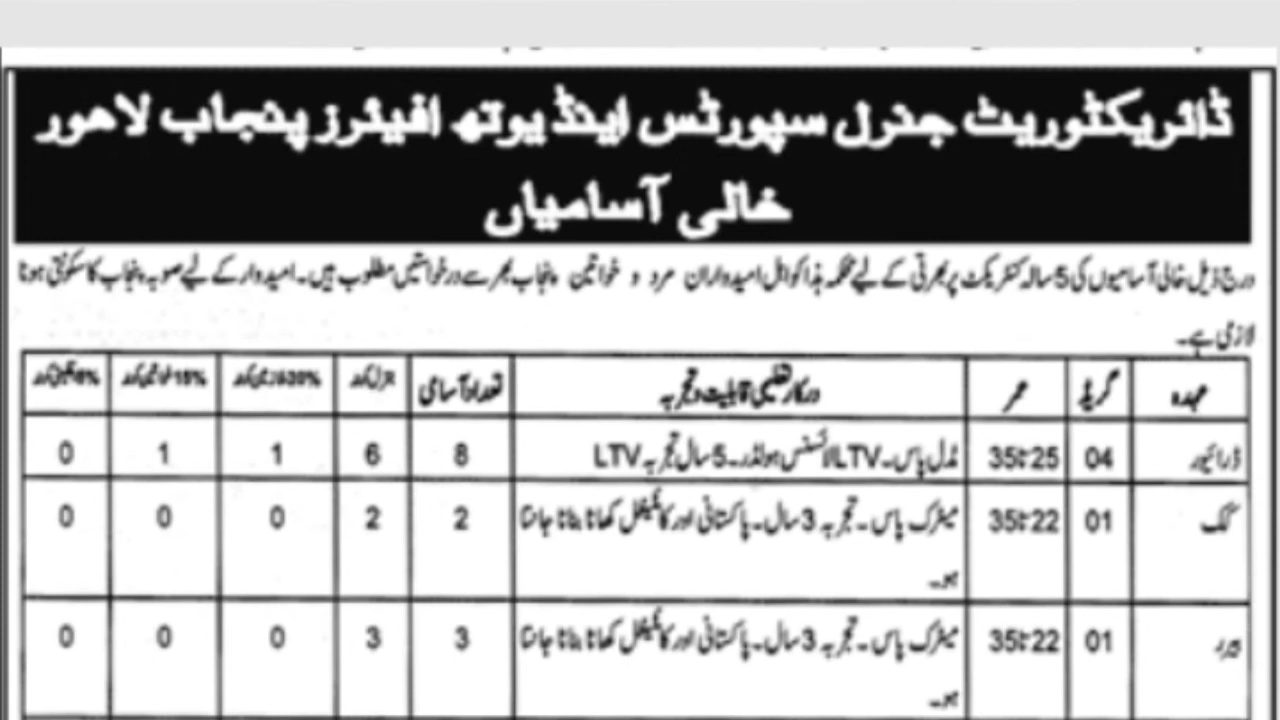 ڈائریکٹوریٹ جنرل سپورٹس اینڈ یوتھ افیئرز پنجاب لاھور
خالی آسامیاں
درج ذیل خالی آسامیوں کی 5 سالہ کنٹریکٹ پر بھرتی کے لیے محکمہ ہذا کو اہل امیدواران مرد و خواتین پنجاب بھر سے درخواستیں مطلوب ہیں۔ امیدوار کے لیے صوبہ پنجاب کا سکونتی ہونا
لازمی ہے۔
عہدہ گریڈ عمر درکار تعلیمی قابلیت و تجربہ تعداد آسامی
ڈرائیور 04 25تا35 مڈل پاس۔ LTV لائسنس ہولڈر۔ 5 سال تجربہ LTV 8 6 1 1 0
کک 01 22تا35 میٹرک پاس۔ تجربہ 3 سال۔ پاکستانی اور کانٹینٹل کھانا بنانا جانتا 2 2 0 0 0
ہو۔
بیرر 01 22تا35 میٹرک پاس۔ تجربہ 3 سال۔ پاکستانی اور کانٹینٹل کھانا بنانا جانتا 3 3 0 0 0
ہو۔